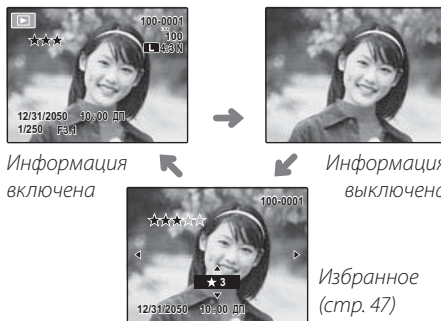 100-0001
100
L 4:3 N
12/31/2050 10:00 ДП
1/250 F3.1
Информация
включена
Информация
выключена
100-0001
★ 3
12/31/2050 10:00 ДП
Избранное
(стр. 47)